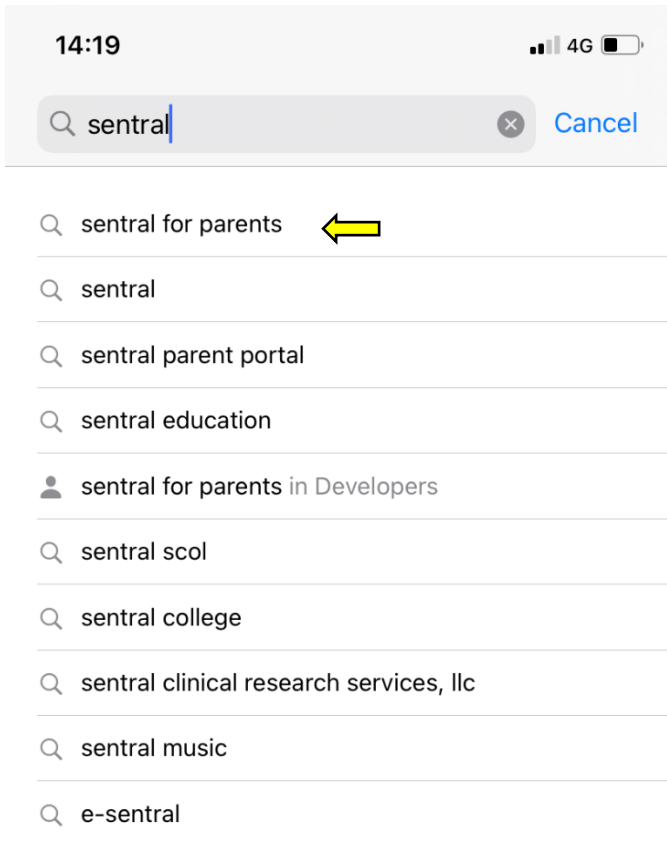 14:19 4G
sentral Cancel
sentral for parents
sentral
sentral parent portal
sentral education
sentral for parents in Developers
sentral scol
sentral college
sentral clinical research services, llc
sentral music
e-sentral